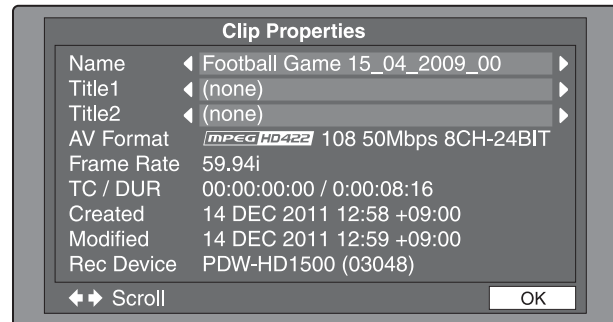 Clip Properties
Name Football Game 15_04_2009_00
Title1 (none)
Title2 (none)
AV Format MPEG HD422 108 50Mbps 8CH-24BIT
Frame Rate 59.94i
TC / DUR 00:00:00:00 / 0:00:08:16
Created 14 DEC 2011 12:58 +09:00
Modified 14 DEC 2011 12:59 +09:00
Rec Device PDW-HD1500 (03048)
Scroll OK